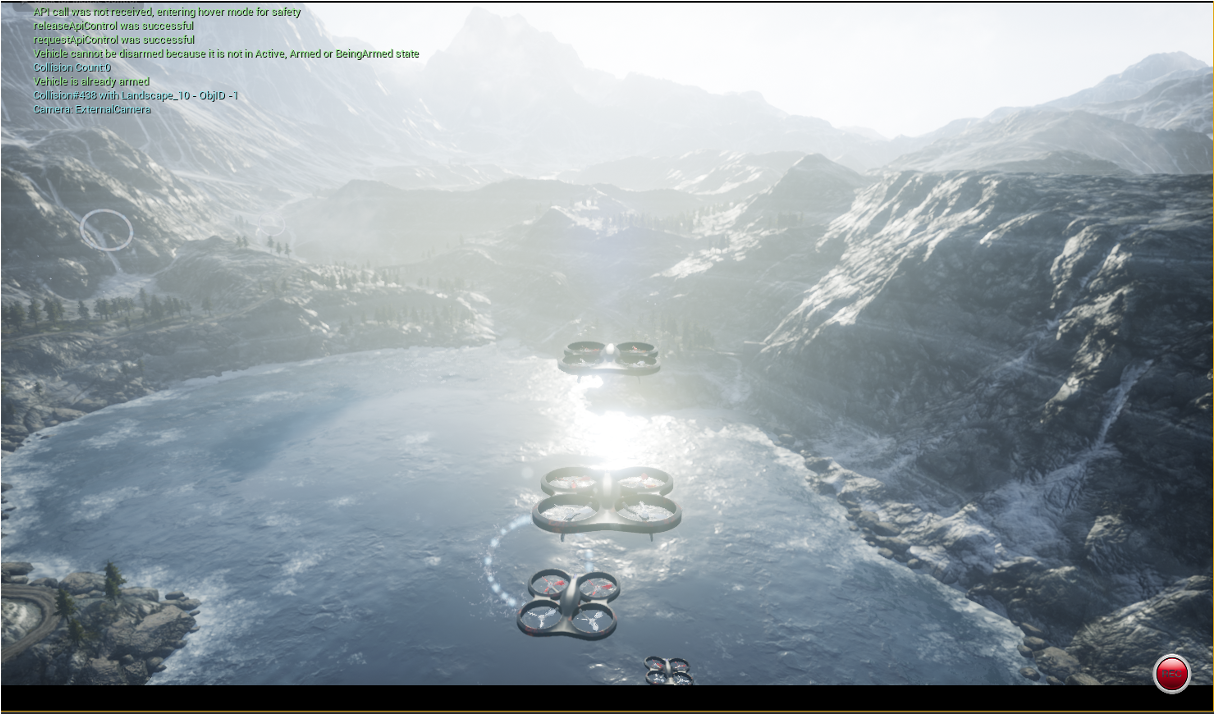 API call was not received, entering hover mode for safety
releaseApiControl was successful
requestApiControl was successful
Vehicle cannot be disarmed because it is not in Active, Armed or BeingArmed state
Collision Count:0
Vehicle is already armed
Collision#438 with Landscape_10 - ObjID -1
Camera: ExternalCamera
REC